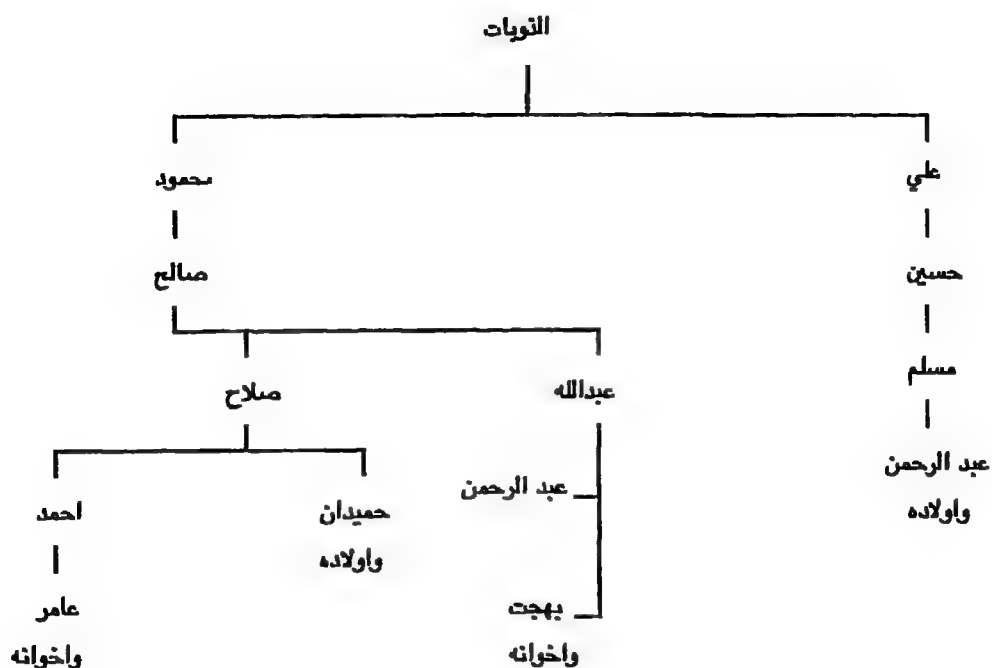 التوبات
علي
محمود
حسين
صالح
مسلم
عبدالله
صلاح
عبد الرحمن
واولاده
عبد الرحمن
حميدان
واولاده
احمد
بهجت
واخوانه
عامر
واخوانه